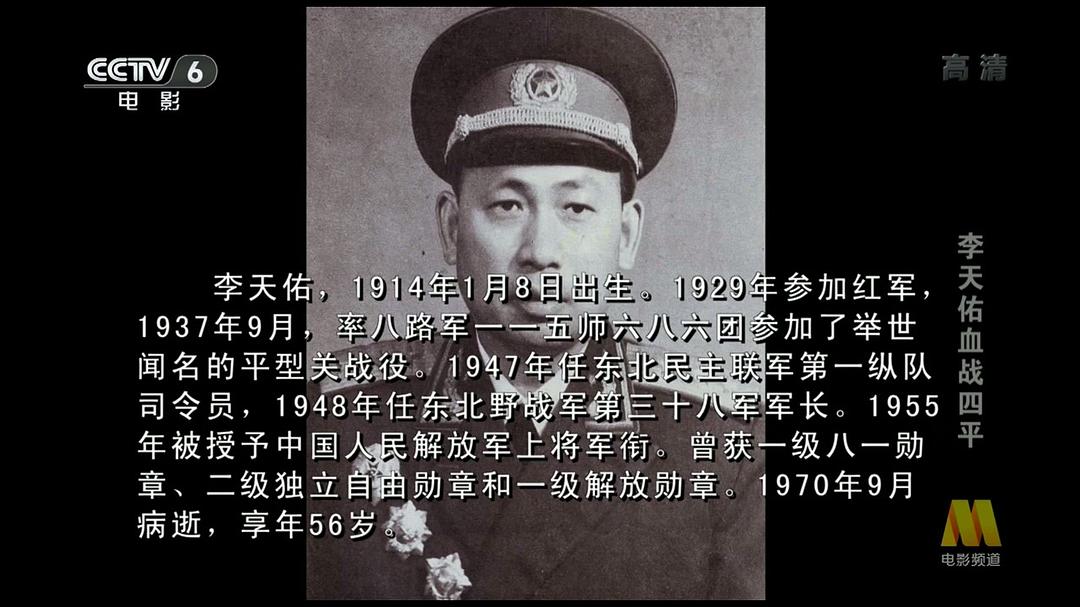 CCTV 6
电影
高清
李天佑，1914年1月8日出生。1929年参加红军，
1937年9月，率八路军一一五师六八六团参加了举世
闻名的平型关战役。1947年任东北民主联军第一纵队
司令员，1948年任东北野战军第三十八军军长。1955
年被授予中国人民解放军上将军衔。曾获一级八一勋
章、二级独立自由勋章和一级解放勋章。1970年9月
病逝，享年56岁。
李天佑血战四平
电影频道